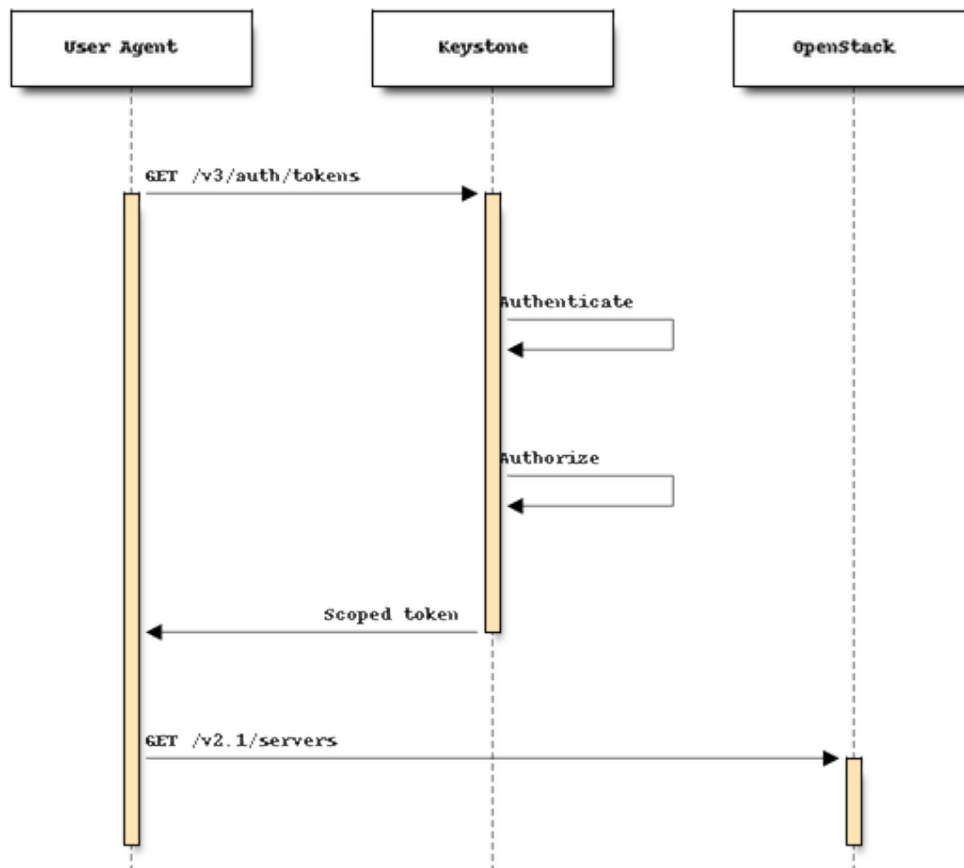 User Agent
Keystone
OpenStack
GET /v3/auth/tokens
Authenticate
Authorize
Scoped token
GET /v2.1/servers